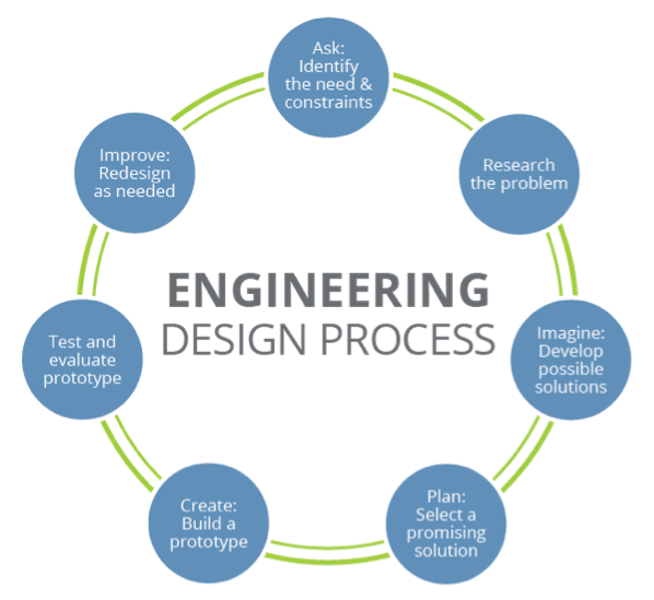 Ask:
Identify
the need &
constraints
Research
the problem
Imagine:
Develop
possible
solutions
Plan:
Select a
promising
solution
Create:
Build a
prototype
Test and
evaluate
prototype
Improve:
Redesign
as needed
ENGINEERING
DESIGN PROCESS